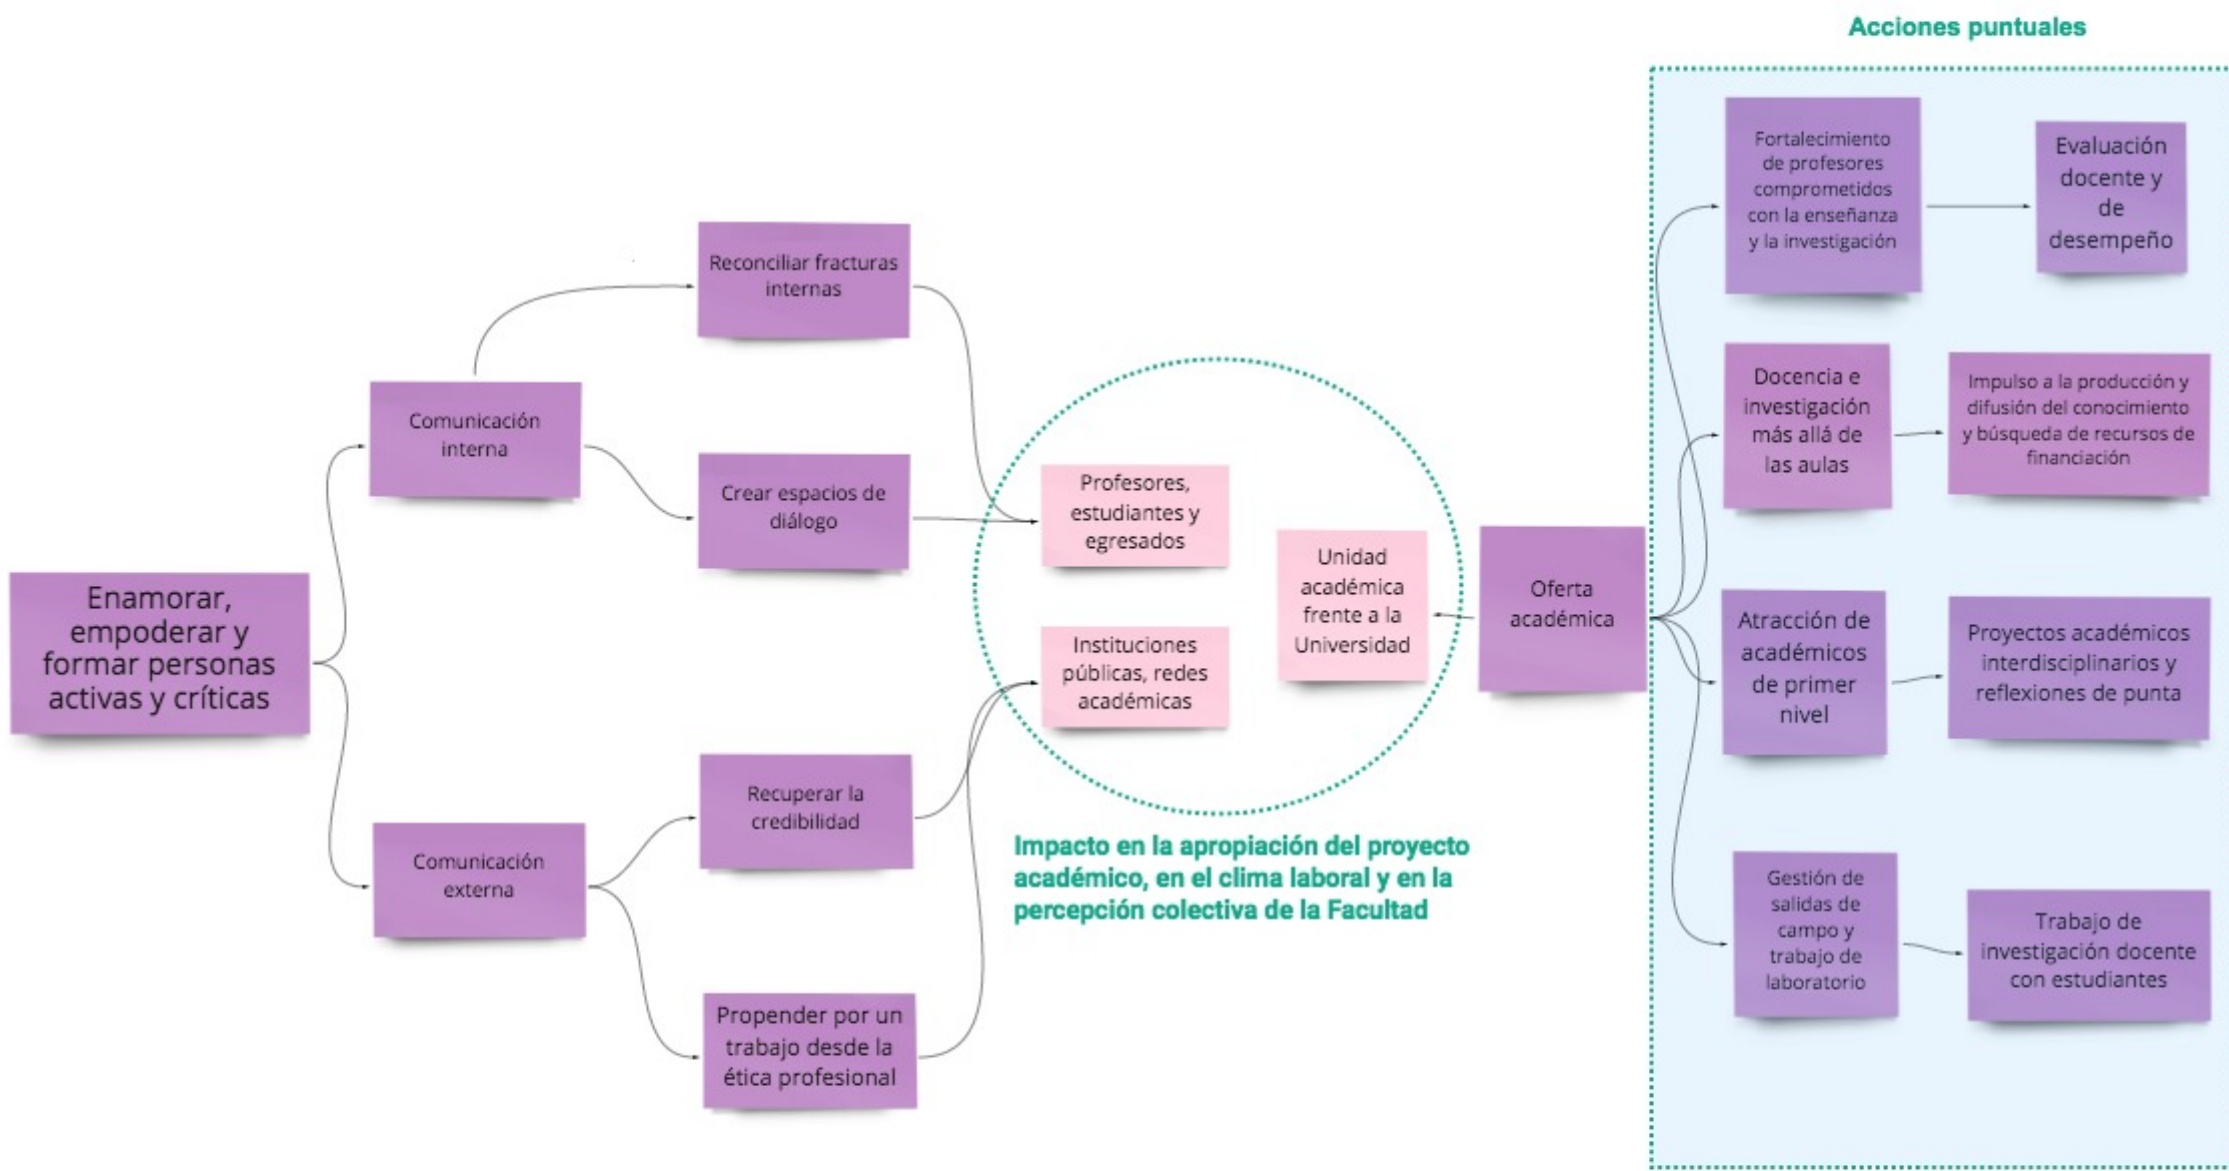 Acciones puntuales
Enamorar,
empoderar y
formar personas
activas y críticas
Comunicación
interna
Comunicación
externa
Reconciliar fracturas
internas
Crear espacios de
diálogo
Recuperar la
credibilidad
Propender por un
trabajo desde la
ética profesional
Profesores,
estudiantes y
egresados
Instituciones
públicas, redes
académicas
Unidad
académica
frente a la
Universidad
Impacto en la apropiación del proyecto
académico, en el clima laboral y en la
percepción colectiva de la Facultad
Oferta
académica
Fortalecimiento
de profesores
comprometidos
con la enseñanza
y la investigación
Evaluación
docente y
de
desempeño
Docencia e
investigación
más allá de
las aulas
Impulso a la producción y
difusión del conocimiento
y búsqueda de recursos de
financiación
Atracción de
académicos
de primer
nivel
Proyectos académicos
interdisciplinarios y
reflexiones de punta
Gestión de
salidas de
campo y
trabajo de
laboratorio
Trabajo de
investigación docente
con estudiantes